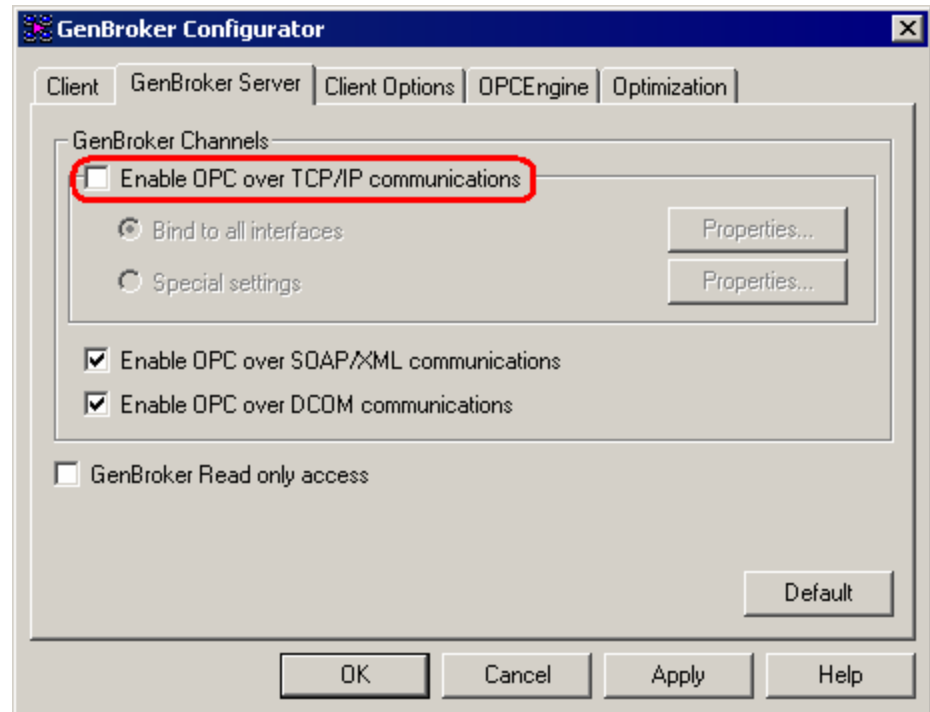 GenBroker Configurator
Client GenBroker Server Client Options OPCEngine Optimization
GenBroker Channels
Enable OPC over TCP/IP communications
Bind to all interfaces Properties...
Special settings Properties...
Enable OPC over SOAP/XML communications
Enable OPC over DCOM communications
GenBroker Read only access
Default
OK Cancel Apply Help